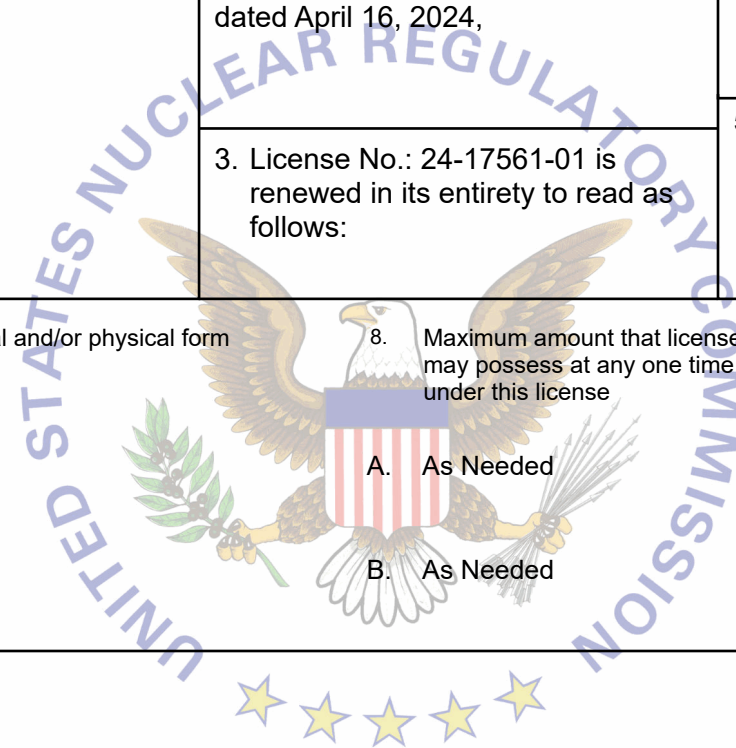 dated April 16, 2024,
3. License No.: 24-17561-01 is
renewed in its entirety to read as
follows:
and/or physical form
8. Maximum amount that
may possess at any one time
under this license
A. As Needed
B. As Needed
UNITED STATES NUCLEAR REGULATORY COMMISSION